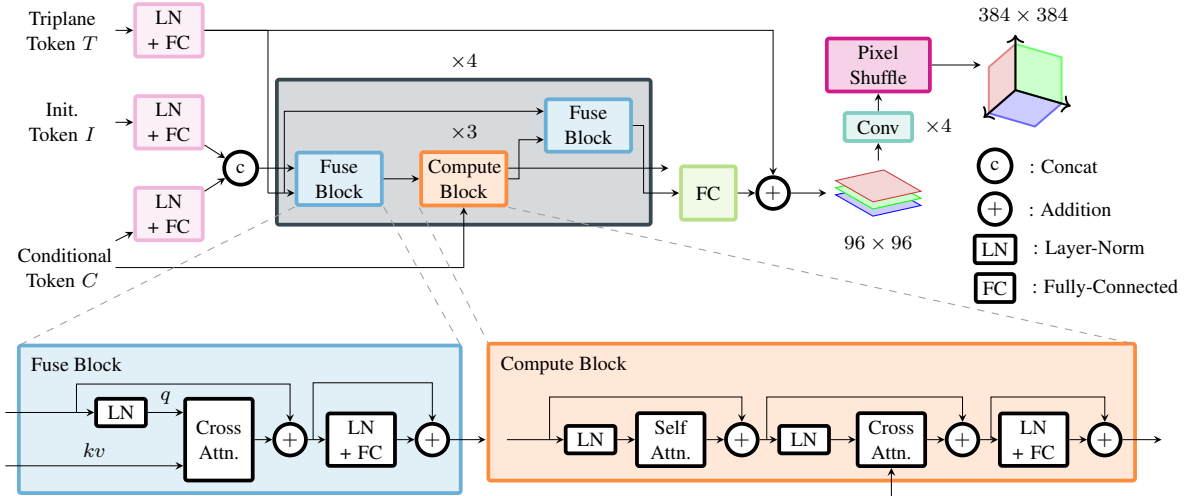 Triplane
Token T
LN
+ FC
Init.
Token I
LN
+ FC
LN
+ FC
Conditional
Token C
c
×4
×3
Fuse
Block
Compute
Block
Fuse
Block
FC
+
Pixel
Shuffle
Conv
×4
96 × 96
384 × 384
c : Concat
+ : Addition
LN : Layer-Norm
FC : Fully-Connected
Fuse Block
LN
q
kv
Cross
Attn.
+
LN
+ FC
+
Compute Block
LN
Self
Attn.
+
LN
Cross
Attn.
+
LN
+ FC
+